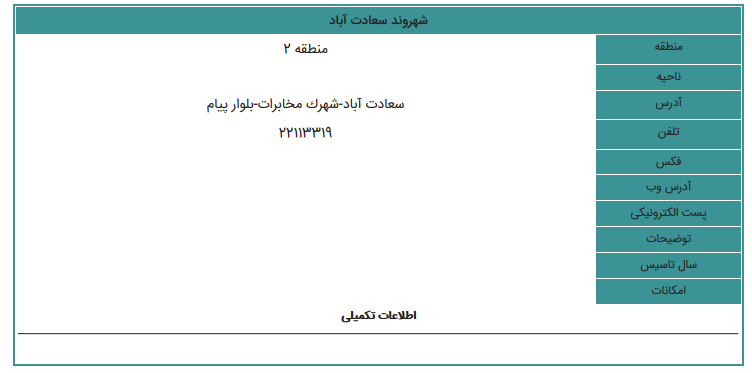 شهروند سعادت آباد
منطقه منطقه ۲
ناحیه
آدرس سعادت آباد-شهرك مخابرات-بلوار پیام
تلفن ۲۲۱۱۳۳۱۹
فکس
آدرس وب
پست الکترونیکی
توضیحات
سال تاسیس
امکانات
اطلاعات تکمیلی